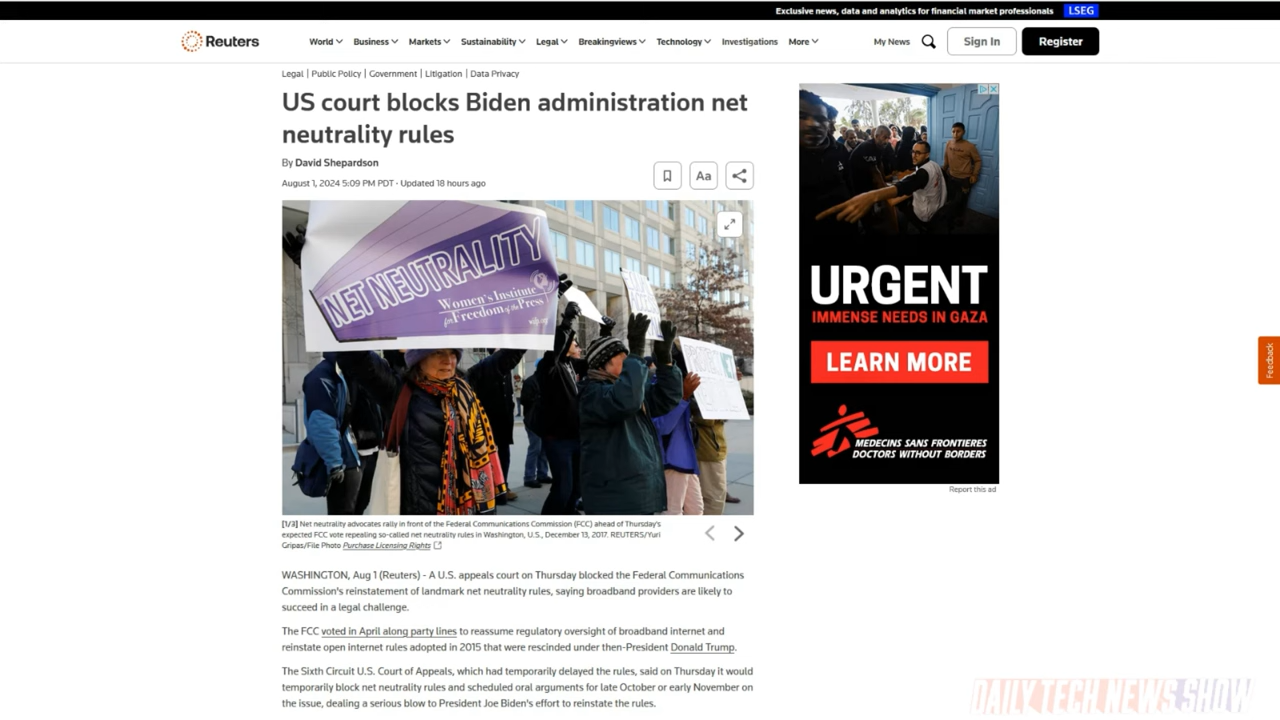 Exclusive news, data and analytics for financial market professionals LSEG
Reuters
World Business Markets Sustainability Legal Breakingviews Technology Investigations More
My News Sign In Register
Legal | Public Policy | Government | Litigation | Data Privacy
US court blocks Biden administration net
neutrality rules
By David Shepardson
August 1, 2024 5:09 PM PDT · Updated 18 hours ago
Aa
NET NEUTRALITY
Women's Institute
for Freedom of the Press
[1/3] Net neutrality advocates rally in front of the Federal Communications Commission (FCC) ahead of Thursday's
expected FCC vote repealing so-called net neutrality rules in Washington, U.S., December 13, 2017. REUTERS/Yuri
Gripas/File Photo Purchase Licensing Rights
WASHINGTON, Aug 1 (Reuters) - A U.S. appeals court on Thursday blocked the Federal Communications
Commission's reinstatement of landmark net neutrality rules, saying broadband providers are likely to
succeed in a legal challenge.
The FCC voted in April along party lines to reassume regulatory oversight of broadband internet and
reinstate open internet rules adopted in 2015 that were rescinded under then-President Donald Trump.
The Sixth Circuit U.S. Court of Appeals, which had temporarily delayed the rules, said on Thursday it would
temporarily block net neutrality rules and scheduled oral arguments for late October or early November on
the issue, dealing a serious blow to President Joe Biden's effort to reinstate the rules.
URGENT
IMMENSE NEEDS IN GAZA
LEARN MORE
MEDECINS SANS FRONTIERES
DOCTORS WITHOUT BORDERS
Report this ad
Feedback
DAILY TECH NEWS SHOW